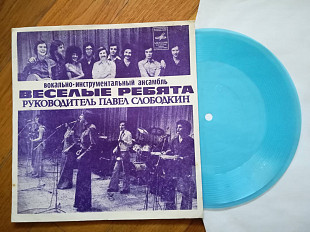 вокально-инструментальный ансамбль
ВЕСЕЛЫЕ РЕБЯТА
РУКОВОДИТЕЛЬ ПАВЕЛ СЛОБОДКИН